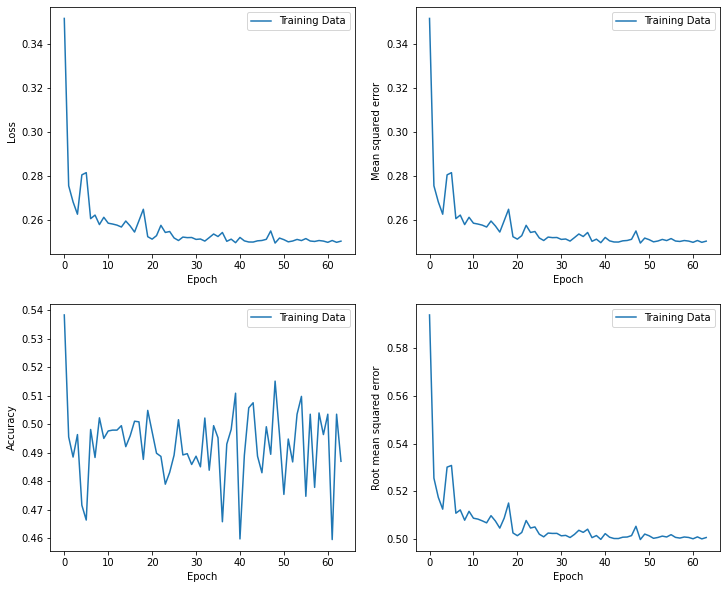 Training Data
0.34
0.32
0.30
0.28
0.26
Loss
0 10 20 30 40 50 60
Epoch
Training Data
0.34
0.32
0.30
0.28
0.26
Mean squared error
0 10 20 30 40 50 60
Epoch
Training Data
0.54
0.53
0.52
0.51
0.50
0.49
0.48
0.47
0.46
Accuracy
0 10 20 30 40 50 60
Epoch
Training Data
0.58
0.56
0.54
0.52
0.50
Root mean squared error
0 10 20 30 40 50 60
Epoch